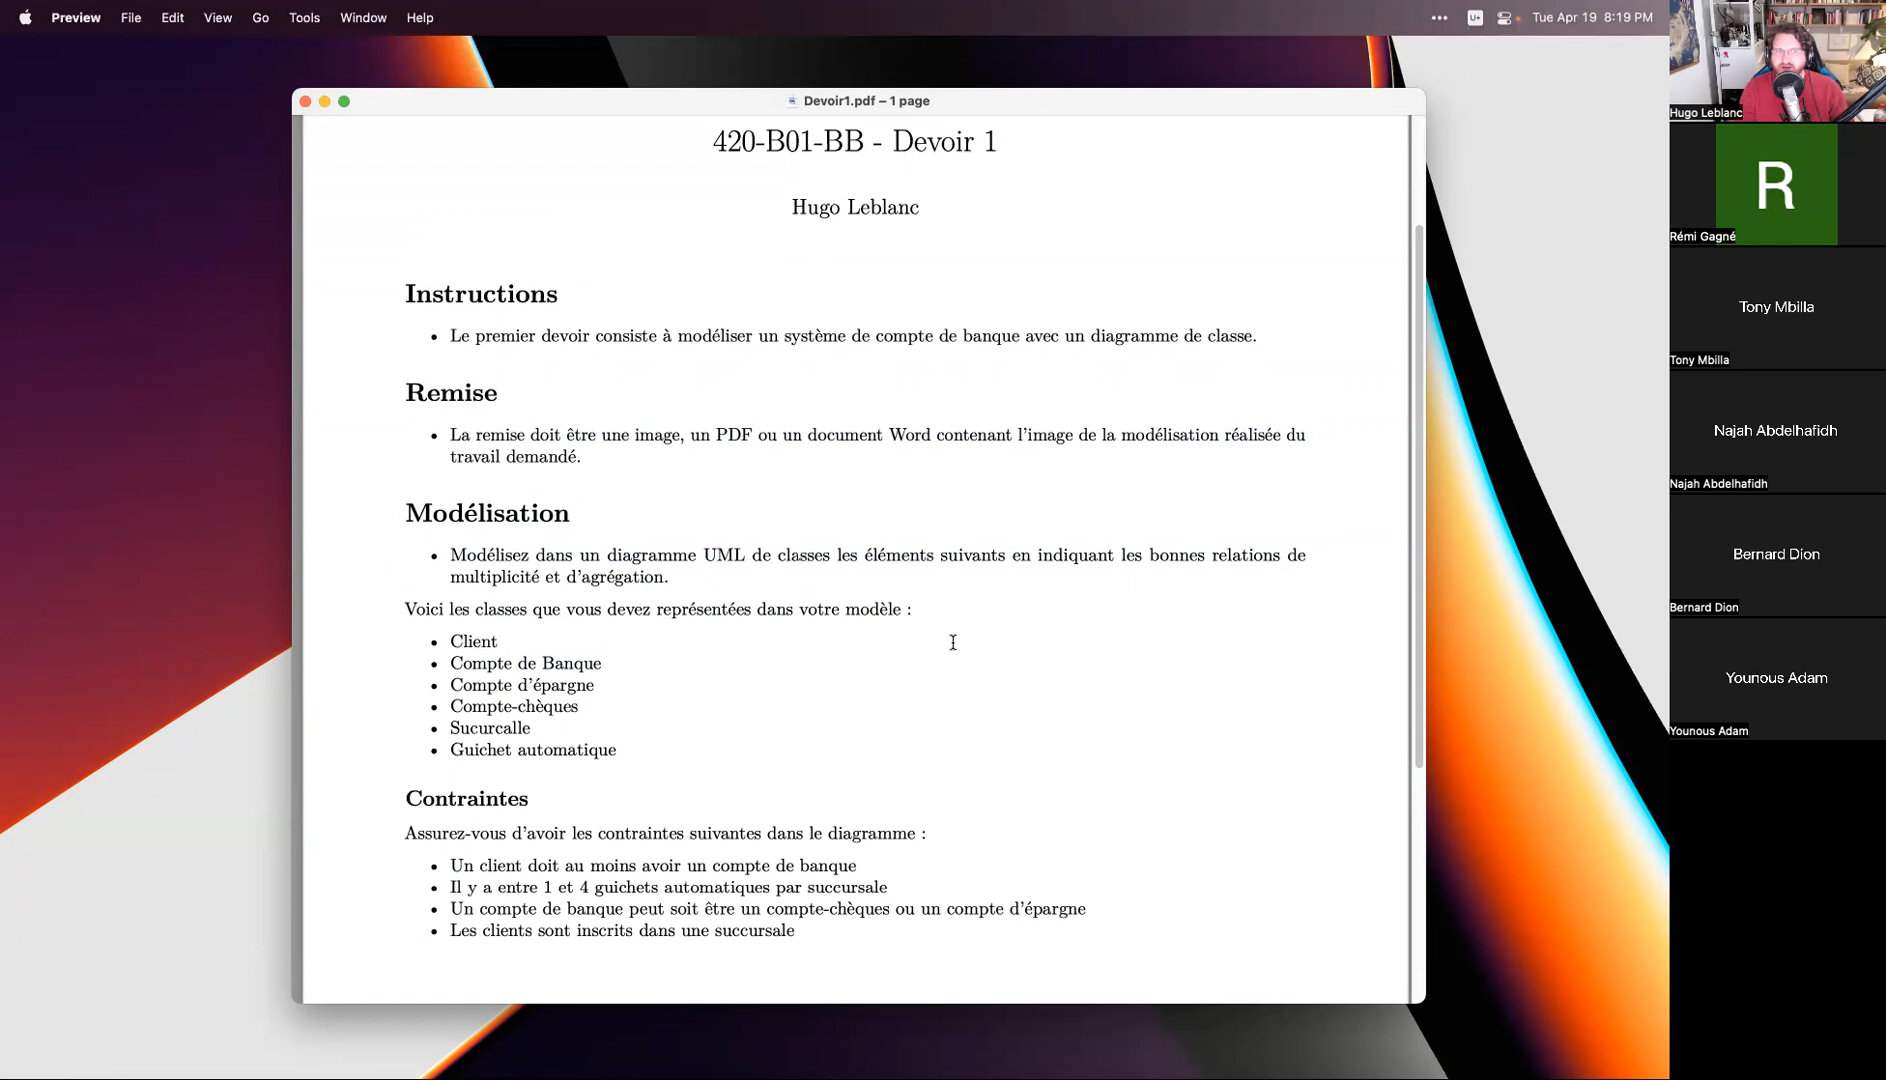 Preview File Edit View Go Tools Window Help
••• U+ Tue Apr 19 8:19 PM
Devoir1.pdf – 1 page
420-B01-BB - Devoir 1
Hugo Leblanc
Instructions
• Le premier devoir consiste à modéliser un système de compte de banque avec un diagramme de classe.
Remise
• La remise doit être une image, un PDF ou un document Word contenant l'image de la modélisation réalisée du
travail demandé.
Modélisation
• Modélisez dans un diagramme UML de classes les éléments suivants en indiquant les bonnes relations de
multiplicité et d'agrégation.
Voici les classes que vous devez représentées dans votre modèle :
• Client
• Compte de Banque
• Compte d'épargne
• Compte-chèques
• Sucurcalle
• Guichet automatique
Contraintes
Assurez-vous d'avoir les contraintes suivantes dans le diagramme :
• Un client doit au moins avoir un compte de banque
• Il y a entre 1 et 4 guichets automatiques par succursale
• Un compte de banque peut soit être un compte-chèques ou un compte d'épargne
• Les clients sont inscrits dans une succursale
Hugo Leblanc
R
Rémi Gagné
Tony Mbilla
Tony Mbilla
Najah Abdelhafidh
Najah Abdelhafidh
Bernard Dion
Bernard Dion
Younous Adam
Younous Adam